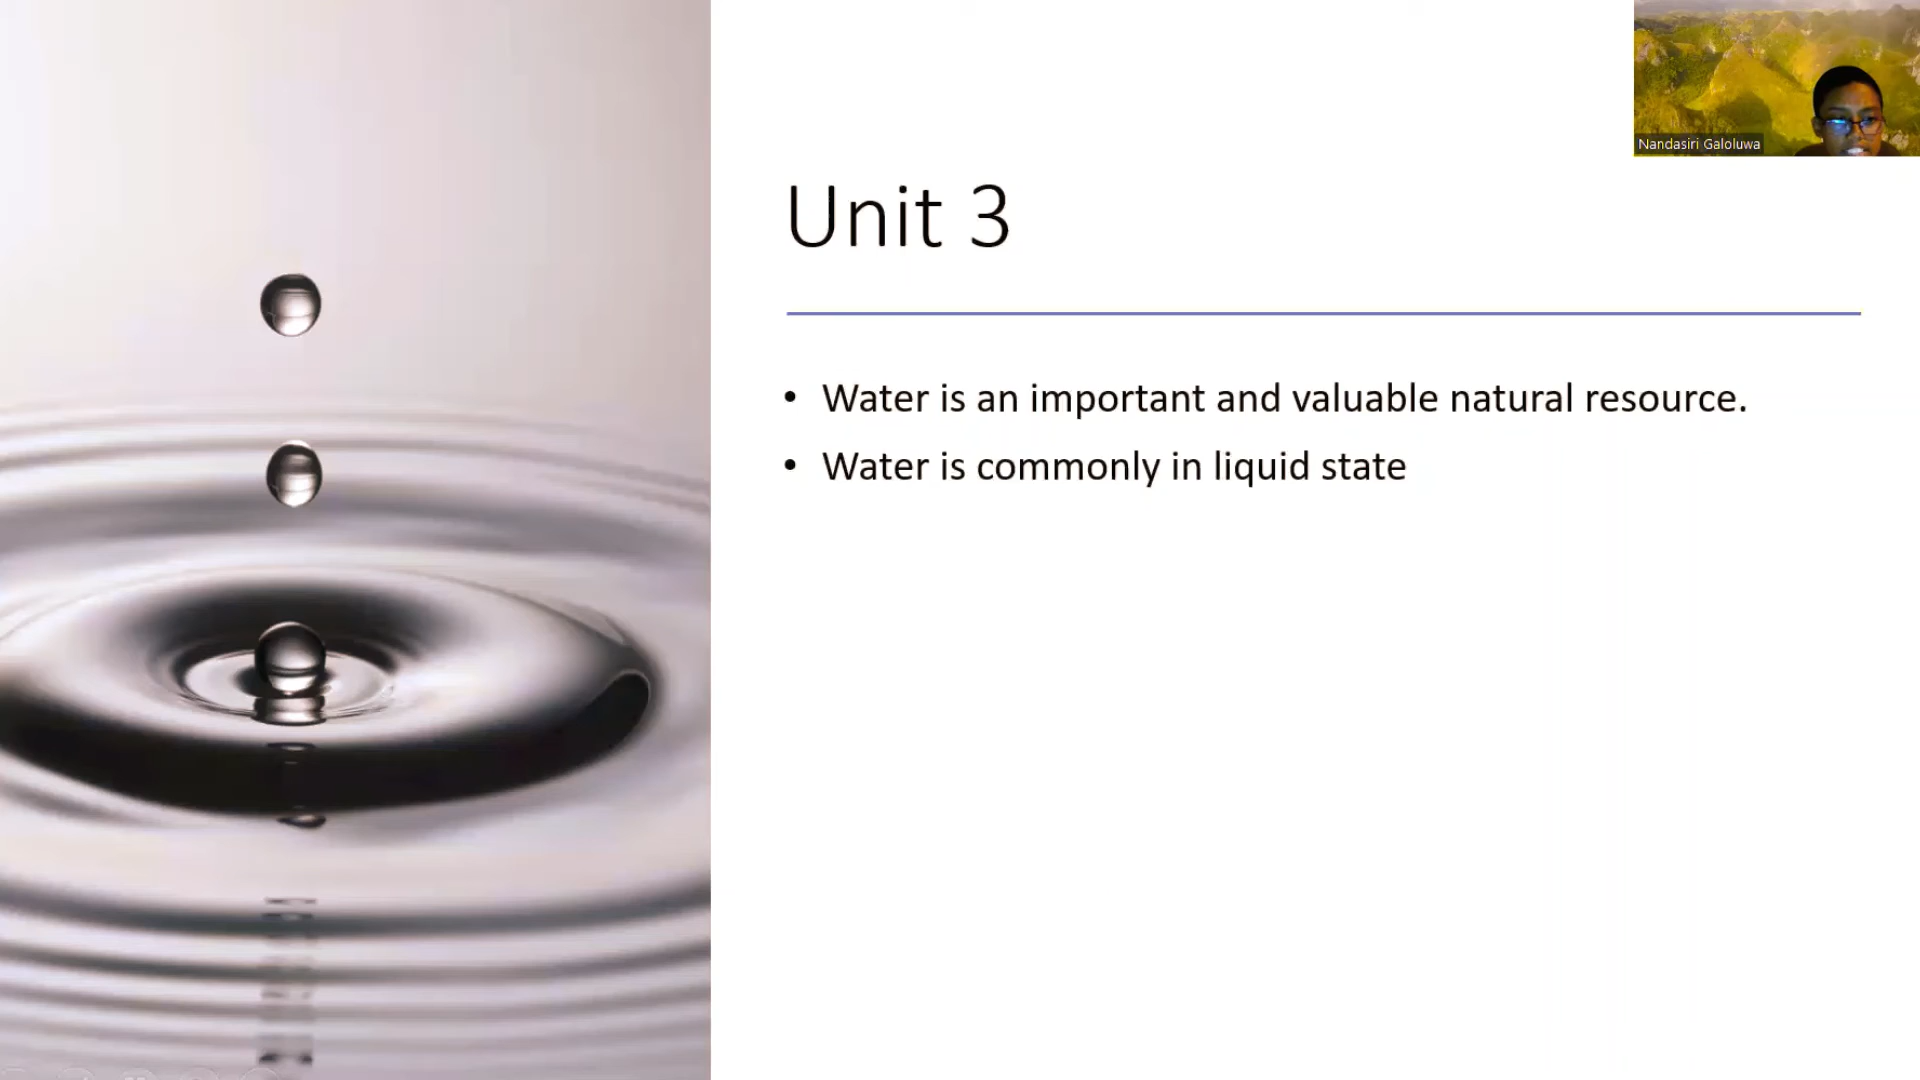 Nandasiri Galoluwa
Unit 3
• Water is an important and valuable natural resource.
• Water is commonly in liquid state